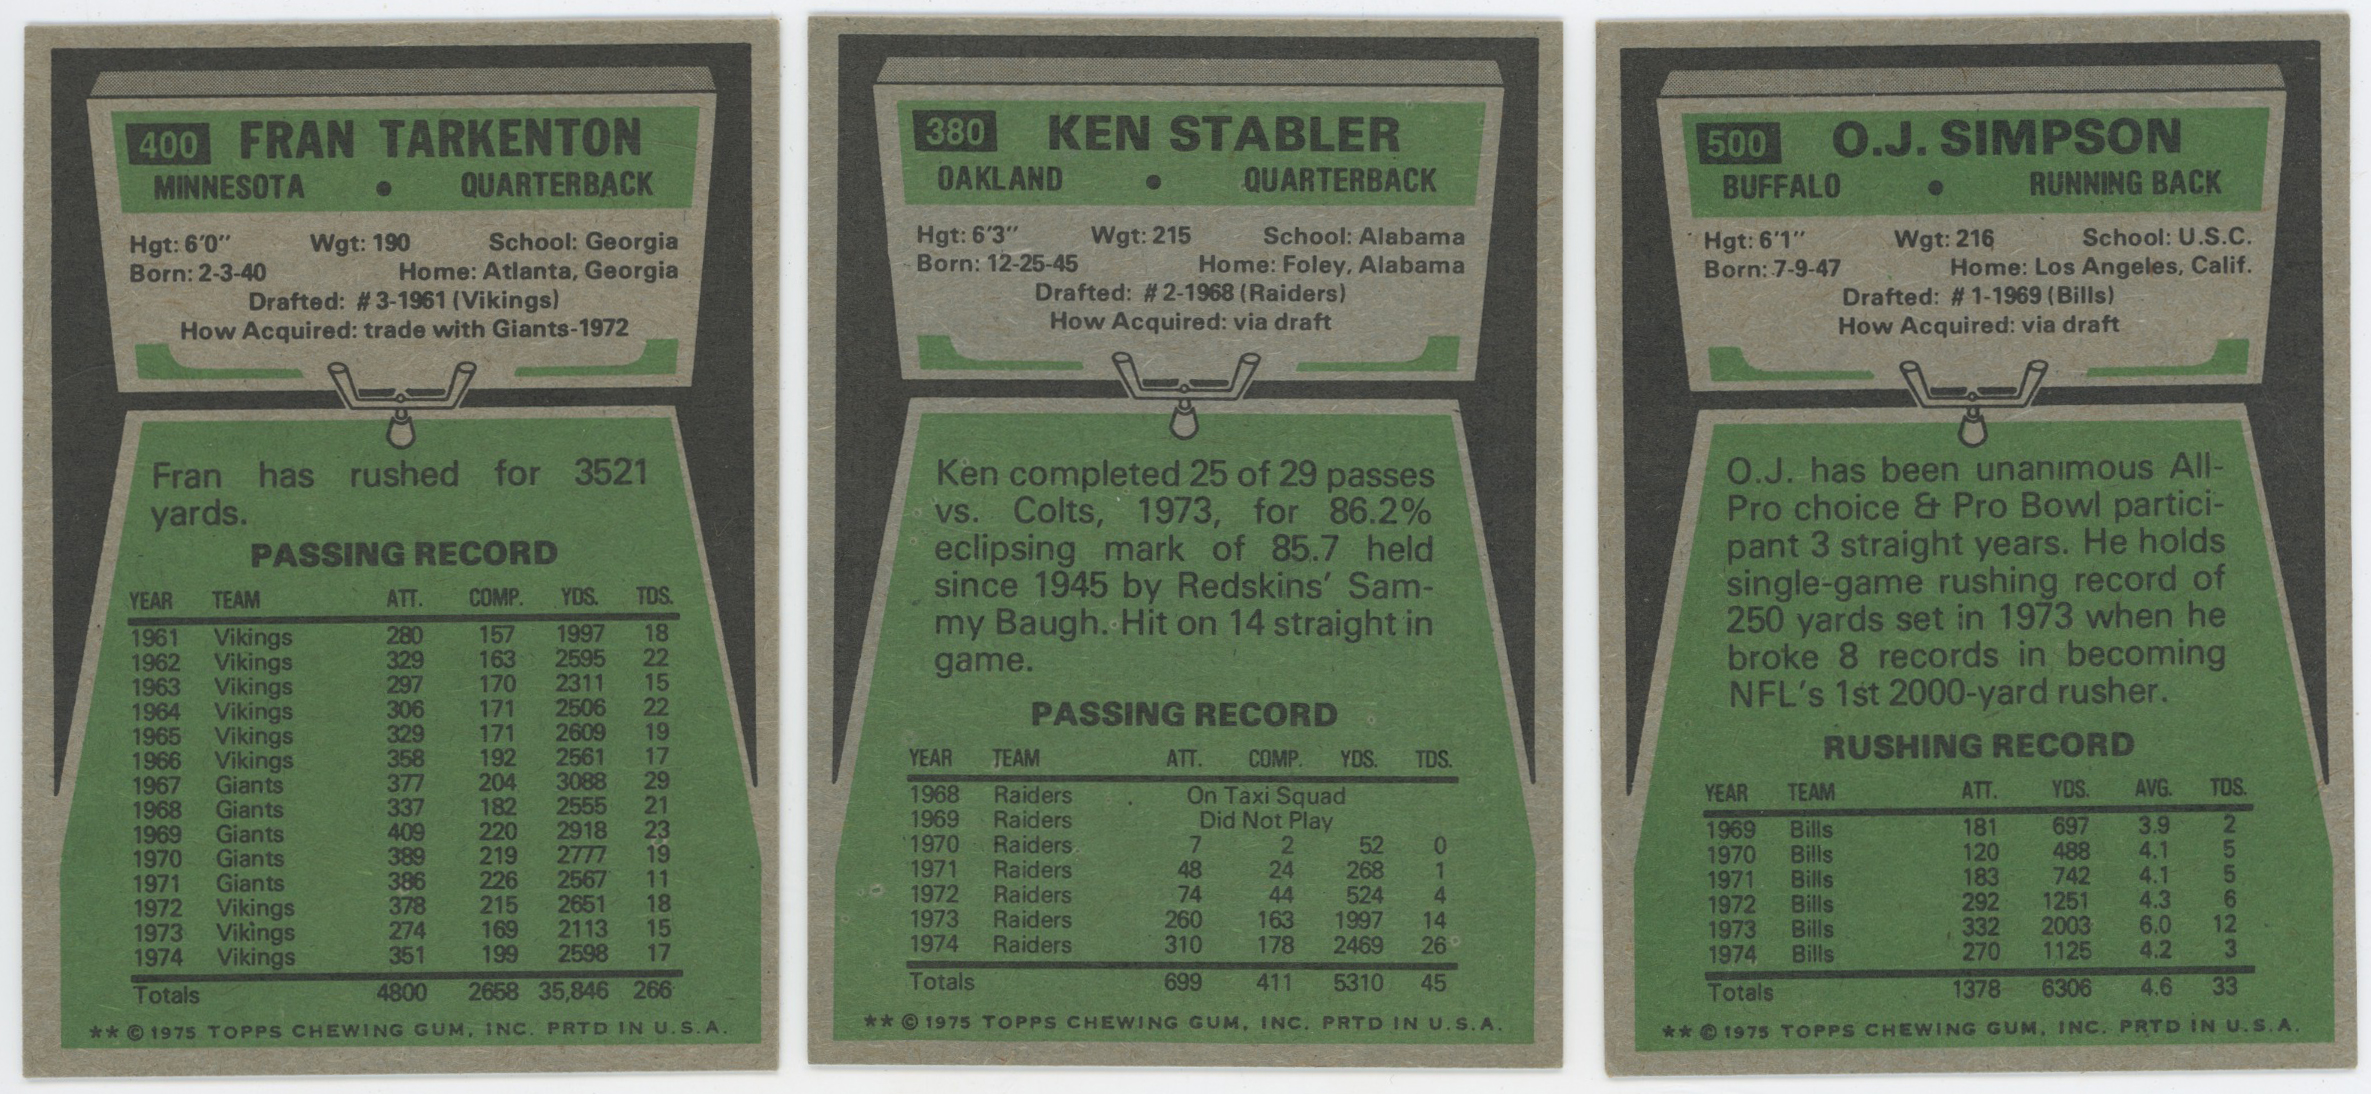 400 FRAN TARKENTON
MINNESOTA • QUARTERBACK
Hgt: 6'0" Wgt: 190 School: Georgia
Born: 2-3-40 Home: Atlanta, Georgia
Drafted: #3-1961 (Vikings)
How Acquired: trade with Giants-1972
Fran has rushed for 3521
yards.
PASSING RECORD
YEAR TEAM ATT. COMP. YDS. TDS.
1961 Vikings 280 157 1997 18
1962 Vikings 329 163 2595 22
1963 Vikings 297 170 2311 15
1964 Vikings 306 171 2506 22
1965 Vikings 329 171 2609 19
1966 Vikings 358 192 2561 17
1967 Giants 377 204 3088 29
1968 Giants 337 182 2555 21
1969 Giants 409 220 2918 23
1970 Giants 389 219 2777 19
1971 Giants 386 226 2567 11
1972 Vikings 378 215 2651 18
1973 Vikings 274 169 2113 15
1974 Vikings 351 199 2598 17
Totals 4800 2658 35,846 266
** © 1975 TOPPS CHEWING GUM, INC. PRTD IN U.S.A.
380 KEN STABLER
OAKLAND • QUARTERBACK
Hgt: 6'3" Wgt: 215 School: Alabama
Born: 12-25-45 Home: Foley, Alabama
Drafted: #2-1968 (Raiders)
How Acquired: via draft
Ken completed 25 of 29 passes
vs. Colts, 1973, for 86.2%
eclipsing mark of 85.7 held
since 1945 by Redskins' Sam-
my Baugh. Hit on 14 straight in
game.
PASSING RECORD
YEAR TEAM ATT. COMP. YDS. TDS.
1968 Raiders On Taxi Squad
1969 Raiders Did Not Play
1970 Raiders 7 2 52 0
1971 Raiders 48 24 268 1
1972 Raiders 74 44 524 4
1973 Raiders 260 163 1997 14
1974 Raiders 310 178 2469 26
Totals 699 411 5310 45
** © 1975 TOPPS CHEWING GUM, INC. PRTD IN U.S.A.
500 O.J. SIMPSON
BUFFALO • RUNNING BACK
Hgt: 6'1" Wgt: 216 School: U.S.C.
Born: 7-9-47 Home: Los Angeles, Calif.
Drafted: #1-1969 (Bills)
How Acquired: via draft
O.J. has been unanimous All-
Pro choice & Pro Bowl partici-
pant 3 straight years. He holds
single-game rushing record of
250 yards set in 1973 when he
broke 8 records in becoming
NFL's 1st 2000-yard rusher.
RUSHING RECORD
YEAR TEAM ATT. YDS. AVG. TDS.
1969 Bills 181 697 3.9 2
1970 Bills 120 488 4.1 5
1971 Bills 183 742 4.1 5
1972 Bills 292 1251 4.3 6
1973 Bills 332 2003 6.0 12
1974 Bills 270 1125 4.2 3
Totals 1378 6306 4.6 33
** © 1975 TOPPS CHEWING GUM, INC. PRTD IN U.S.A.